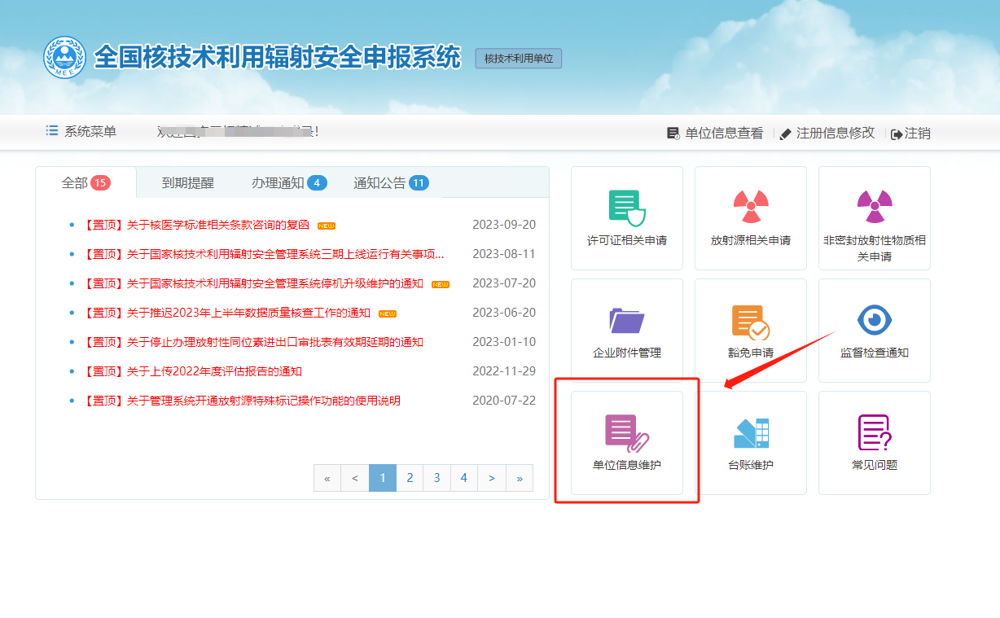 MEE
全国核技术利用辐射安全申报系统
核技术利用单位
系统菜单
单位信息查看
注册信息修改
注销
全部 15
到期提醒
办理通知 4
通知公告 11
【置顶】关于核医学标准相关条款咨询的复函 NEW 2023-09-20
【置顶】关于国家核技术利用辐射安全管理系统三期上线运行有关事项... 2023-08-11
【置顶】关于国家核技术利用辐射安全管理系统停机升级维护的通知 NEW 2023-07-20
【置顶】关于推迟2023年上半年数据质量核查工作的通知 NEW 2023-06-20
【置顶】关于停止办理放射性同位素进出口审批表有效期延期的通知 2023-01-10
【置顶】关于上传2022年度评估报告的通知 2022-11-29
【置顶】关于管理系统开通放射源特殊标记操作功能的使用说明 2020-07-22
« < 1 2 3 4 > »
许可证相关申请
放射源相关申请
非密封放射性物质相
关申请
企业附件管理
豁免申请
监督检查通知
单位信息维护
台账维护
常见问题